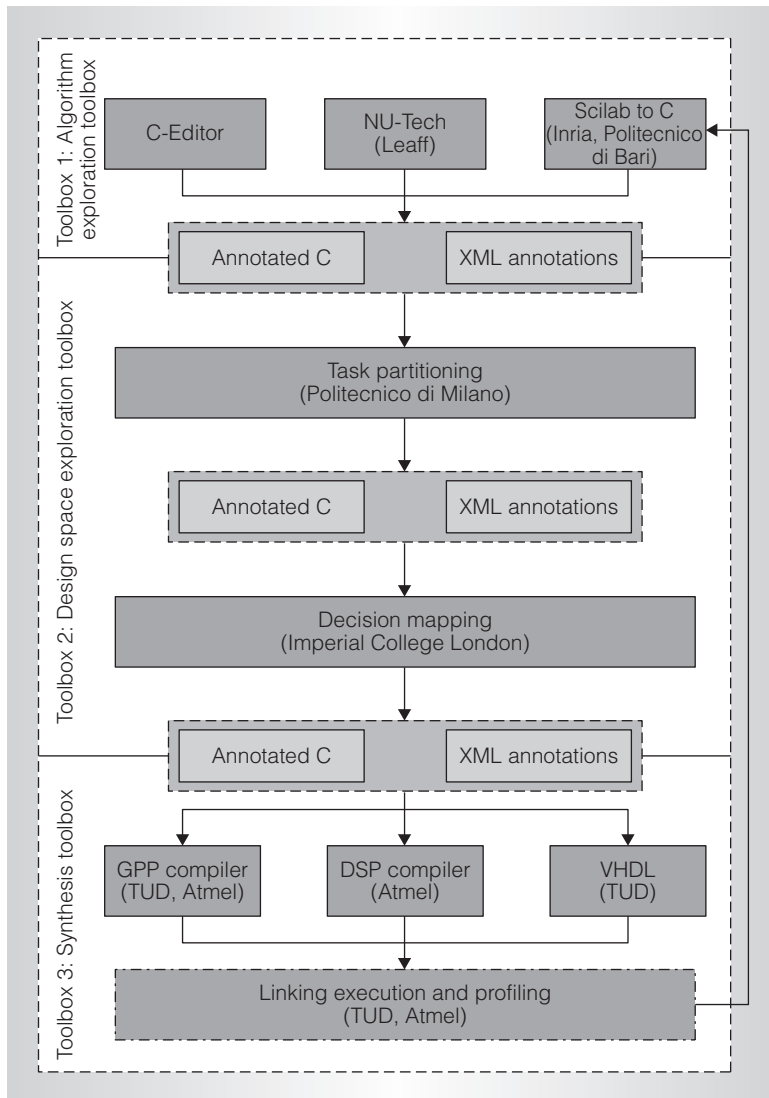 Toolbox 1: Algorithm
exploration toolbox
C-Editor
NU-Tech
(Leaff)
Scilab to C
(Inria, Politecnico
di Bari)
Annotated C
XML annotations
Toolbox 2: Design space exploration toolbox
Task partitioning
(Politecnico di Milano)
Annotated C
XML annotations
Decision mapping
(Imperial College London)
Annotated C
XML annotations
Toolbox 3: Synthesis toolbox
GPP compiler
(TUD, Atmel)
DSP compiler
(Atmel)
VHDL
(TUD)
Linking execution and profiling
(TUD, Atmel)